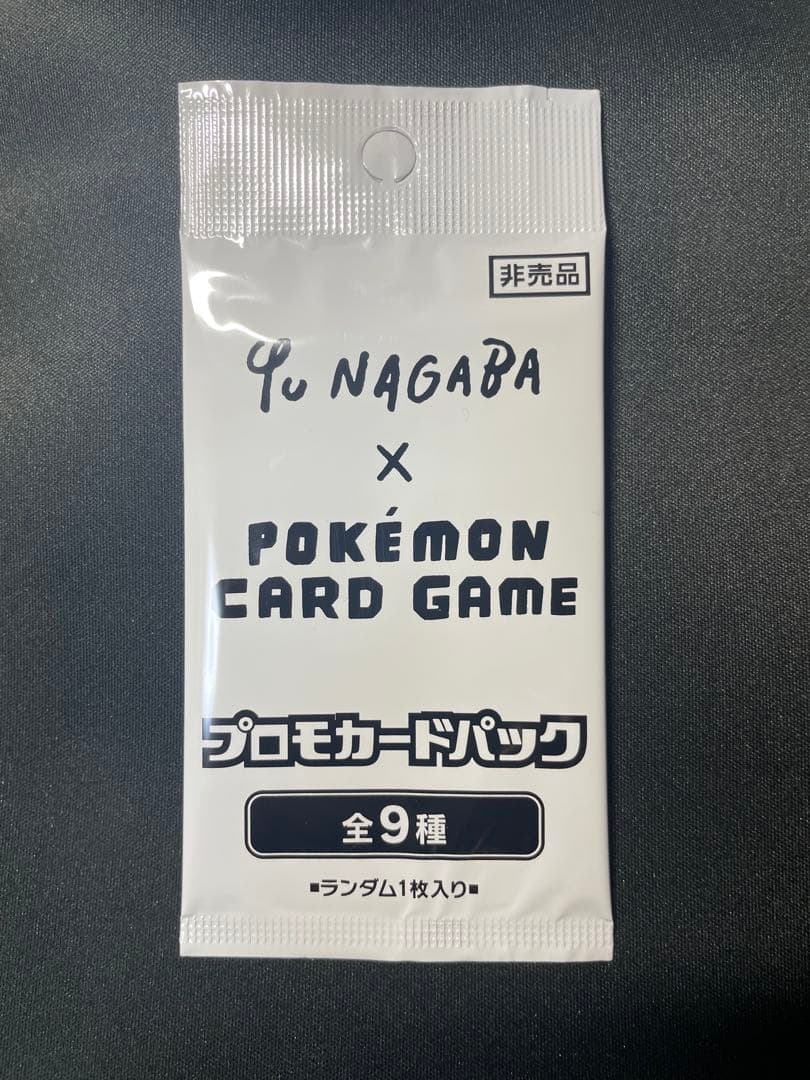 非売品
Yu NAGABA
×
POKÉMON
CARD GAME
プロモカードパック
全9種
■ランダム1枚入り■